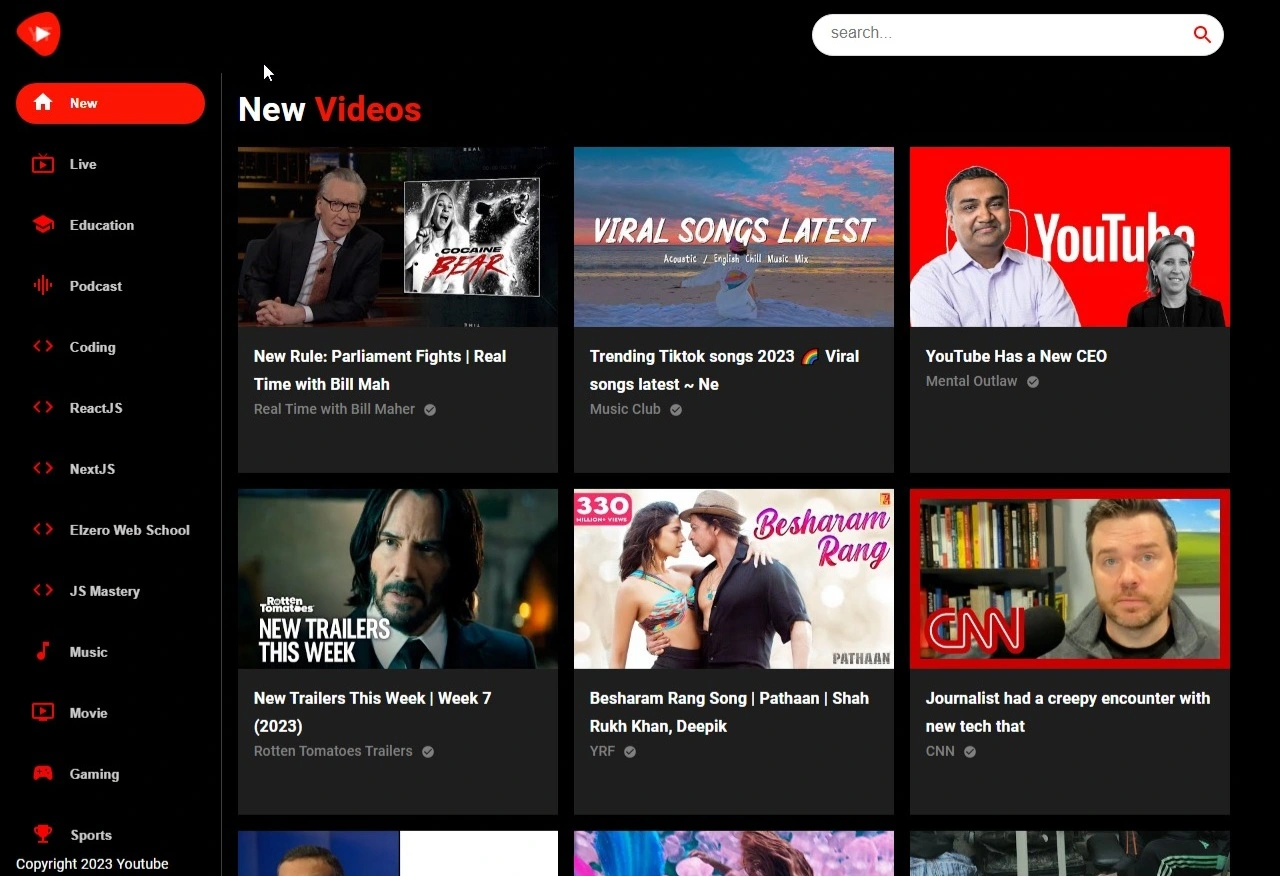 search...
New
Live
Education
Podcast
Coding
ReactJS
NextJS
Elzero Web School
JS Mastery
Music
Movie
Gaming
Sports
Copyright 2023 Youtube
New Videos
REAL
COCAINE
BEAR
New Rule: Parliament Fights | Real
Time with Bill Mah
Real Time with Bill Maher
VIRAL SONGS LATEST
Acoustic / English Chill Music Mix
Trending Tiktok songs 2023 🌈 Viral
songs latest ~ Ne
Music Club
YouTube
YouTube Has a New CEO
Mental Outlaw
Rotten
Tomatoes
NEW TRAILERS
THIS WEEK
New Trailers This Week | Week 7
(2023)
Rotten Tomatoes Trailers
330
MILLION+ VIEWS
Besharam
Rang
PATHAAN
Besharam Rang Song | Pathaan | Shah
Rukh Khan, Deepik
YRF
CNN
Journalist had a creepy encounter with
new tech that
CNN